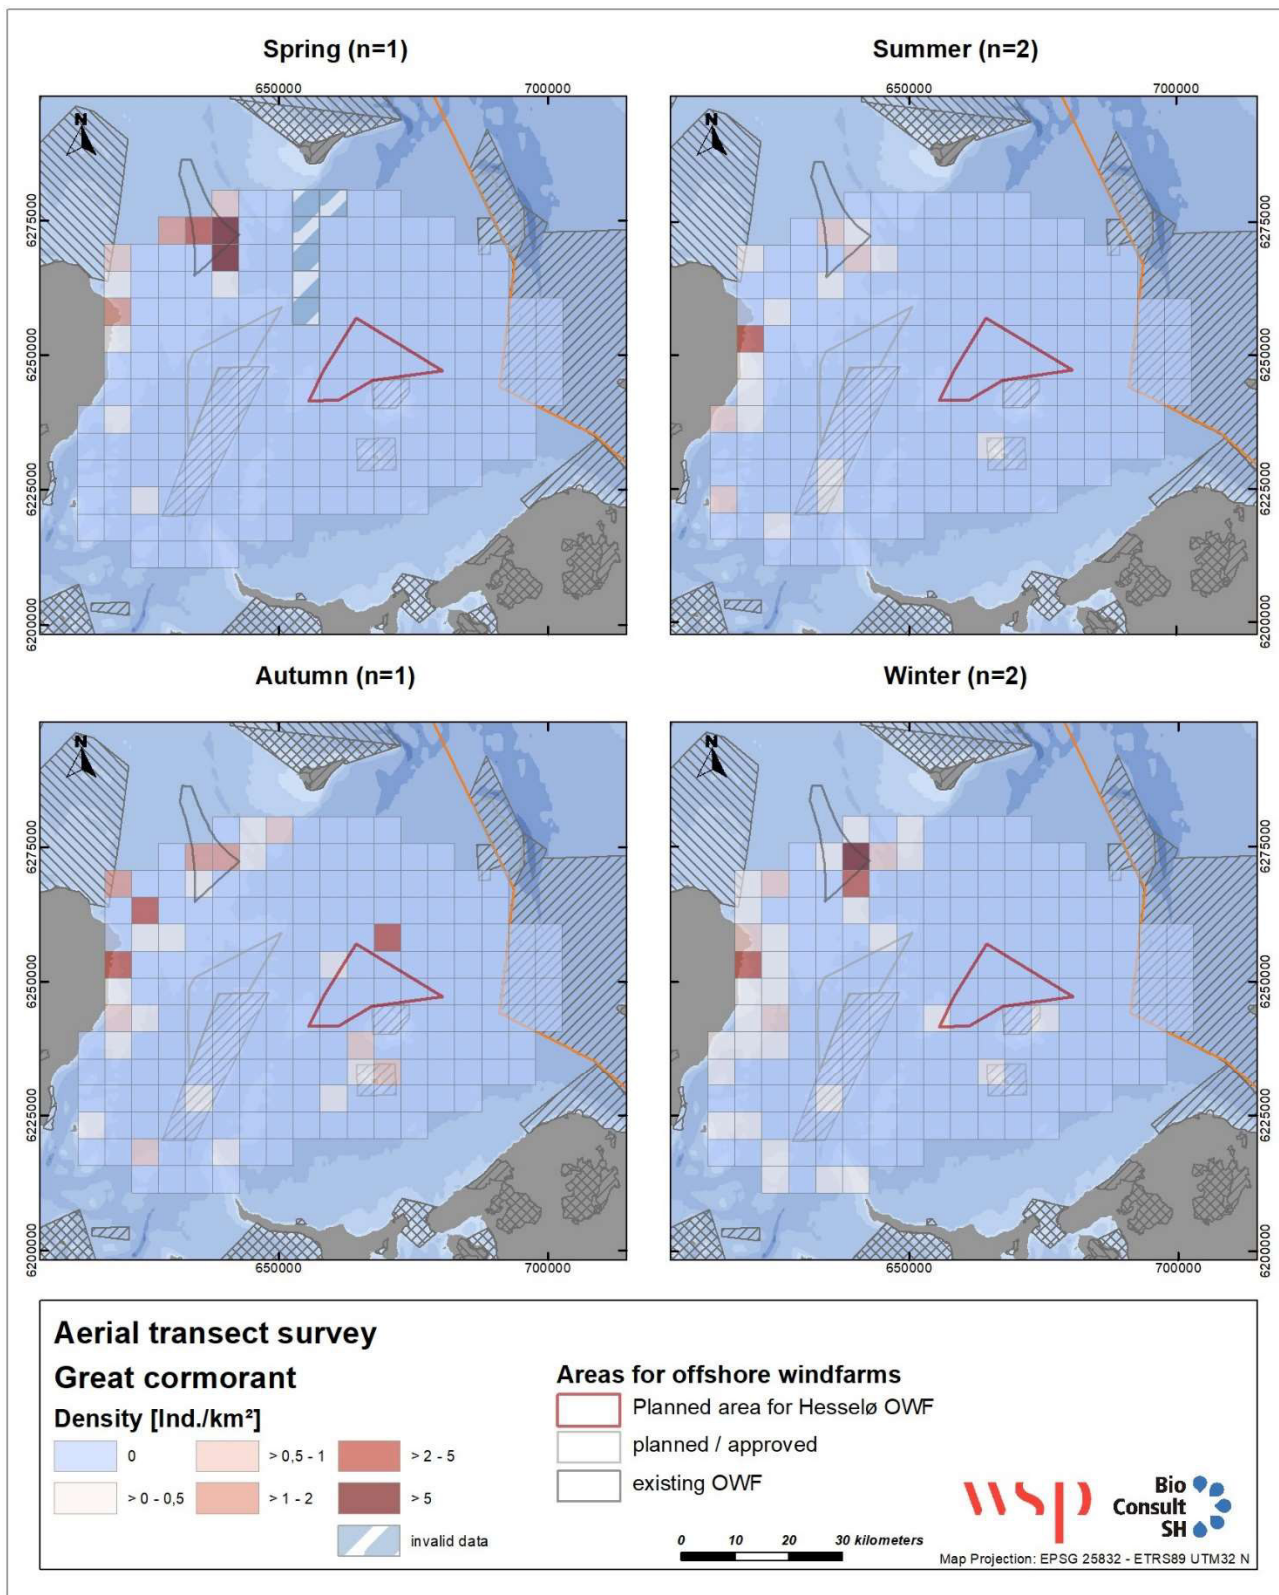 Spring (n=1)
Summer (n=2)
650000
700000
650000
700000
N
N
6275000
6250000
6225000
6200000
6275000
6250000
6225000
6200000
Autumn (n=1)
Winter (n=2)
N
N
6275000
6250000
6225000
6200000
6275000
6250000
6225000
6200000
650000
700000
650000
700000
Aerial transect survey
Great cormorant
Density [Ind./km²]
0
> 0 - 0,5
> 0,5 - 1
> 1 - 2
> 2 - 5
> 5
invalid data
Areas for offshore windfarms
Planned area for Hesselø OWF
planned / approved
existing OWF
0 10 20 30 kilometers
wsp
Bio
Consult
SH
Map Projection: EPSG 25832 - ETRS89 UTM32 N